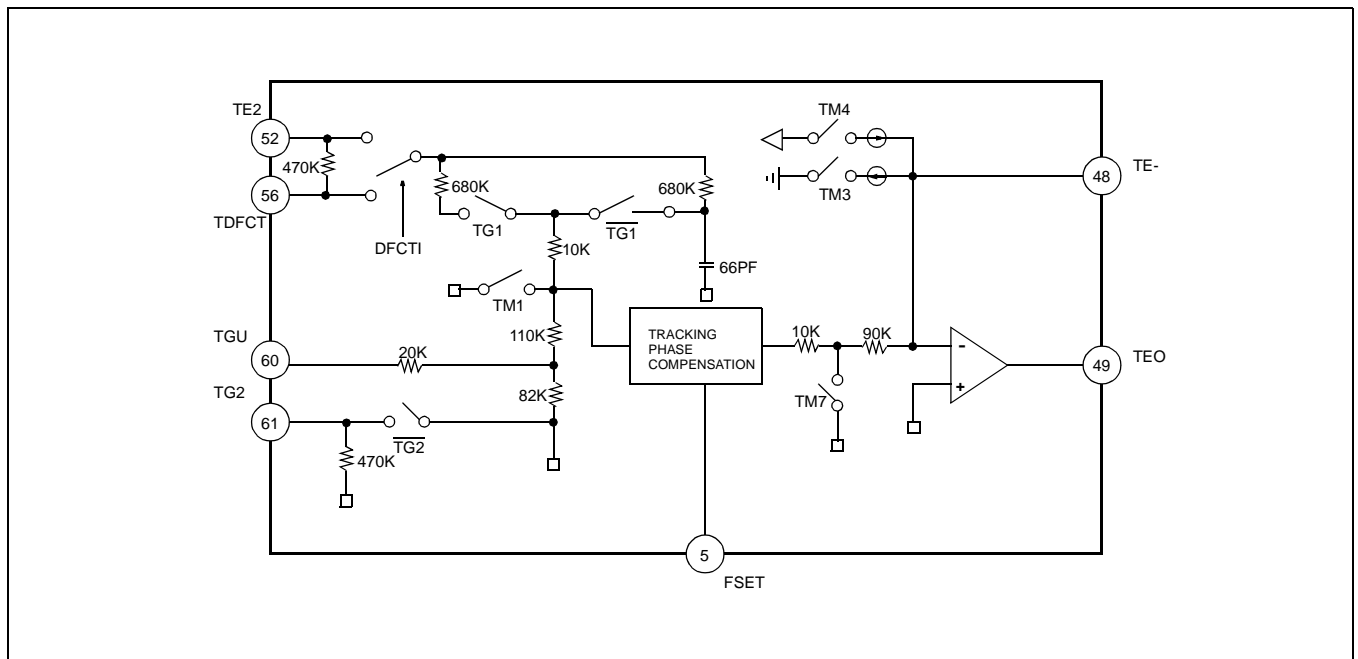 TE2
52
470K
56
TDFCT
DFCTI
680K
TG1
TG1
680K
10K
66PF
TM1
TGU
60
20K
110K
TG2
61
TG2
82K
470K
TRACKING
PHASE
COMPENSATION
5
FSET
TM4
TM3
TE-
48
10K
90K
TM7
-
+
TEO
49